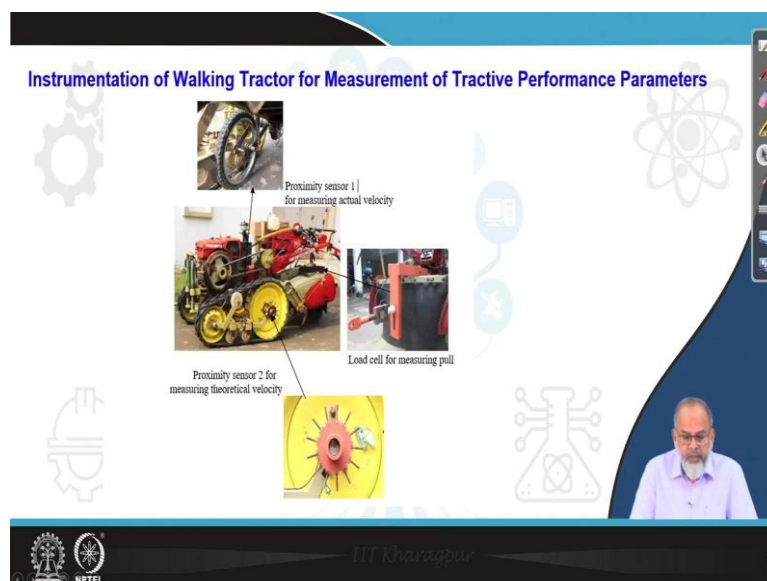 Instrumentation of Walking Tractor for Measurement of Tractive Performance Parameters
Proximity sensor 1
for measuring actual velocity
Load cell for measuring pull
Proximity sensor 2 for
measuring theoretical velocity
IIT Kharagpur
NPTEL